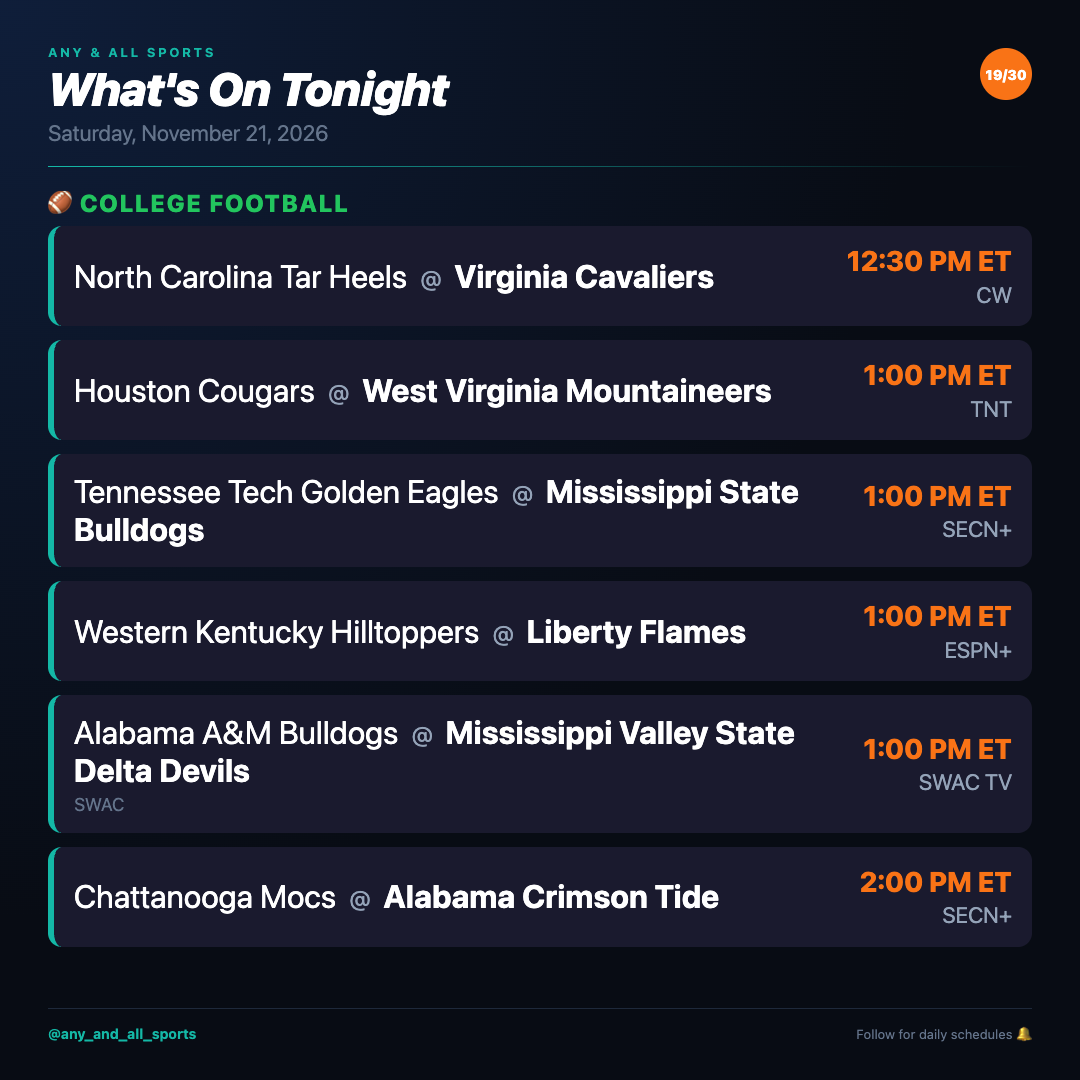 ANY & ALL SPORTS
What's On Tonight
19/30
Saturday, November 21, 2026
COLLEGE FOOTBALL
North Carolina Tar Heels @ Virginia Cavaliers
12:30 PM ET
CW
Houston Cougars @ West Virginia Mountaineers
1:00 PM ET
TNT
Tennessee Tech Golden Eagles @ Mississippi State
Bulldogs
1:00 PM ET
SECN+
Western Kentucky Hilltoppers @ Liberty Flames
1:00 PM ET
ESPN+
Alabama A&M Bulldogs @ Mississippi Valley State
Delta Devils
SWAC
1:00 PM ET
SWAC TV
Chattanooga Mocs @ Alabama Crimson Tide
2:00 PM ET
SECN+
@any_and_all_sports
Follow for daily schedules 🔔